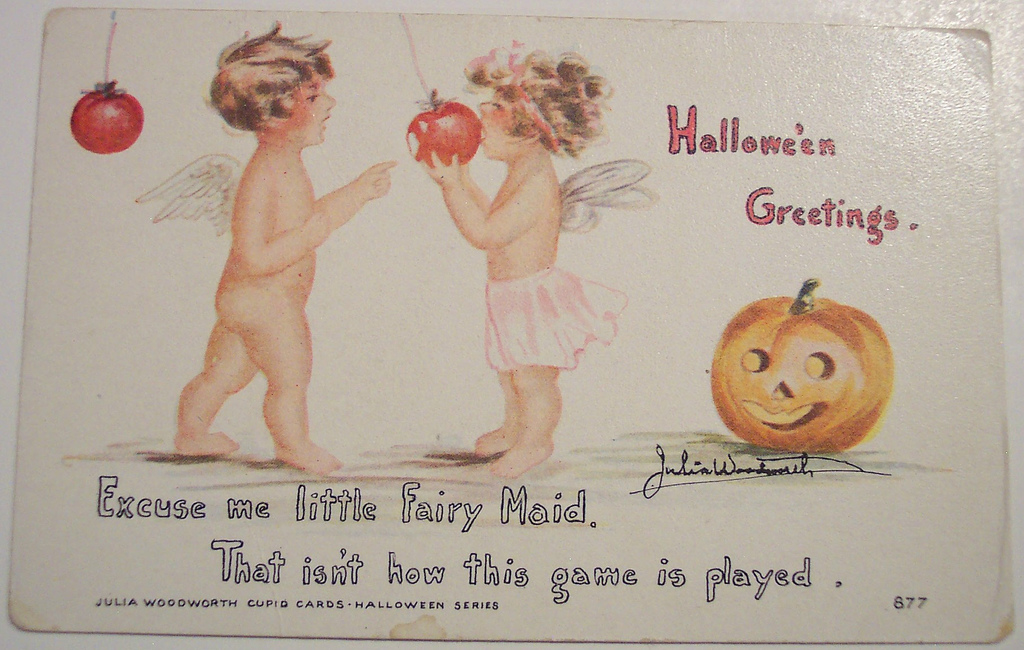 Hallowe'en
Greetings.
Julia Woodworth
Excuse me little Fairy Maid.
That isn't how this game is played.
JULIA WOODWORTH CUPID CARDS·HALLOWEEN SERIES
877